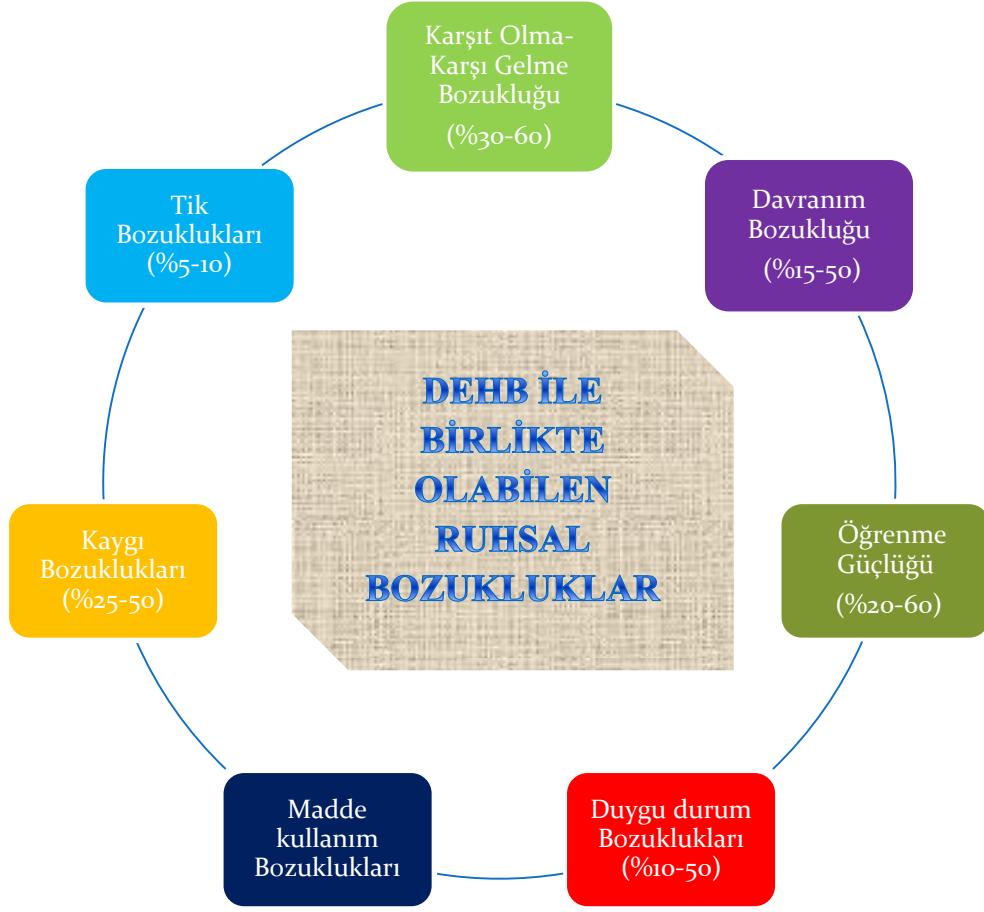 Karşıt Olma-
Karşı Gelme
Bozukluğu
(%30-60)
Davranım
Bozukluğu
(%15-50)
Öğrenme
Güçlüğü
(%20-60)
Duygu durum
Bozuklukları
(%10-50)
Madde
kullanım
Bozuklukları
Kaygı
Bozuklukları
(%25-50)
Tik
Bozuklukları
(%5-10)
DEHB İLE
BİRLİKTE
OLABİLEN
RUHSAL
BOZUKLUKLAR